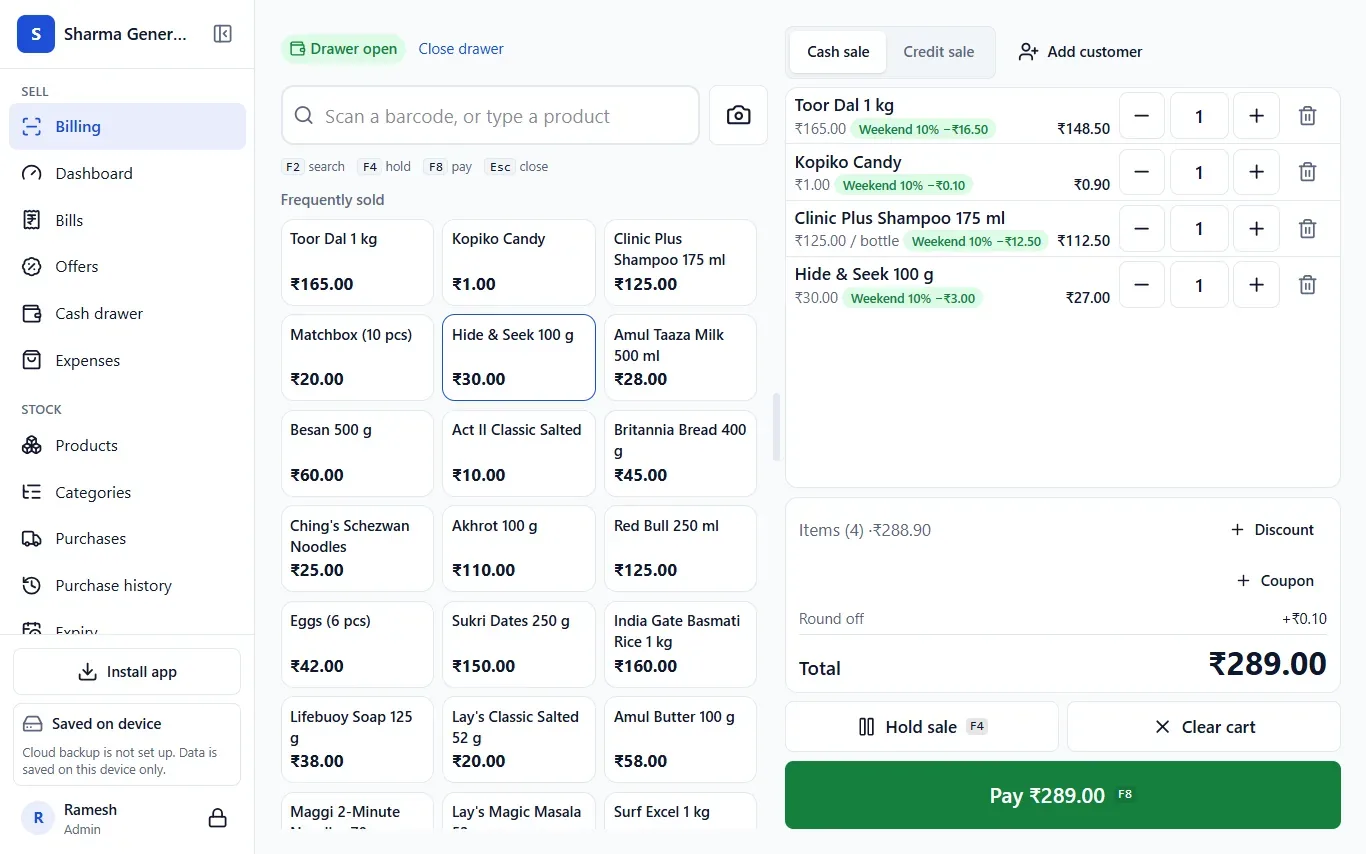 S Sharma Gener...
SELL
Billing
Dashboard
Bills
Offers
Cash drawer
Expenses
STOCK
Products
Categories
Purchases
Purchase history
Expiry
Install app
Saved on device
Cloud backup is not set up. Data is
saved on this device only.
R Ramesh
Admin
Drawer open Close drawer
Scan a barcode, or type a product
F2 search F4 hold F8 pay Esc close
Frequently sold
Toor Dal 1 kg
₹165.00
Kopiko Candy
₹1.00
Clinic Plus
Shampoo 175 ml
₹125.00
Matchbox (10 pcs)
₹20.00
Hide & Seek 100 g
₹30.00
Amul Taaza Milk
500 ml
₹28.00
Besan 500 g
₹60.00
Act II Classic Salted
₹10.00
Britannia Bread 400
g
₹45.00
Ching's Schezwan
Noodles
₹25.00
Akhrot 100 g
₹110.00
Red Bull 250 ml
₹125.00
Eggs (6 pcs)
₹42.00
Sukri Dates 250 g
₹150.00
India Gate Basmati
Rice 1 kg
₹160.00
Lifebuoy Soap 125
g
₹38.00
Lay's Classic Salted
52 g
₹20.00
Amul Butter 100 g
₹58.00
Maggi 2-Minute
Lay's Magic Masala
Surf Excel 1 kg
Cash sale Credit sale Add customer
Toor Dal 1 kg
₹165.00 Weekend 10% −₹16.50 ₹148.50 − 1 +
Kopiko Candy
₹1.00 Weekend 10% −₹0.10 ₹0.90 − 1 +
Clinic Plus Shampoo 175 ml
₹125.00 / bottle Weekend 10% −₹12.50 ₹112.50 − 1 +
Hide & Seek 100 g
₹30.00 Weekend 10% −₹3.00 ₹27.00 − 1 +
Items (4) ·₹288.90 + Discount
+ Coupon
Round off +₹0.10
Total ₹289.00
Hold sale F4 Clear cart
Pay ₹289.00 F8